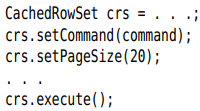 CachedRowSet crs = . . .;
crs.setCommand(command);
crs.setPageSize(20);
. . .
crs.execute();